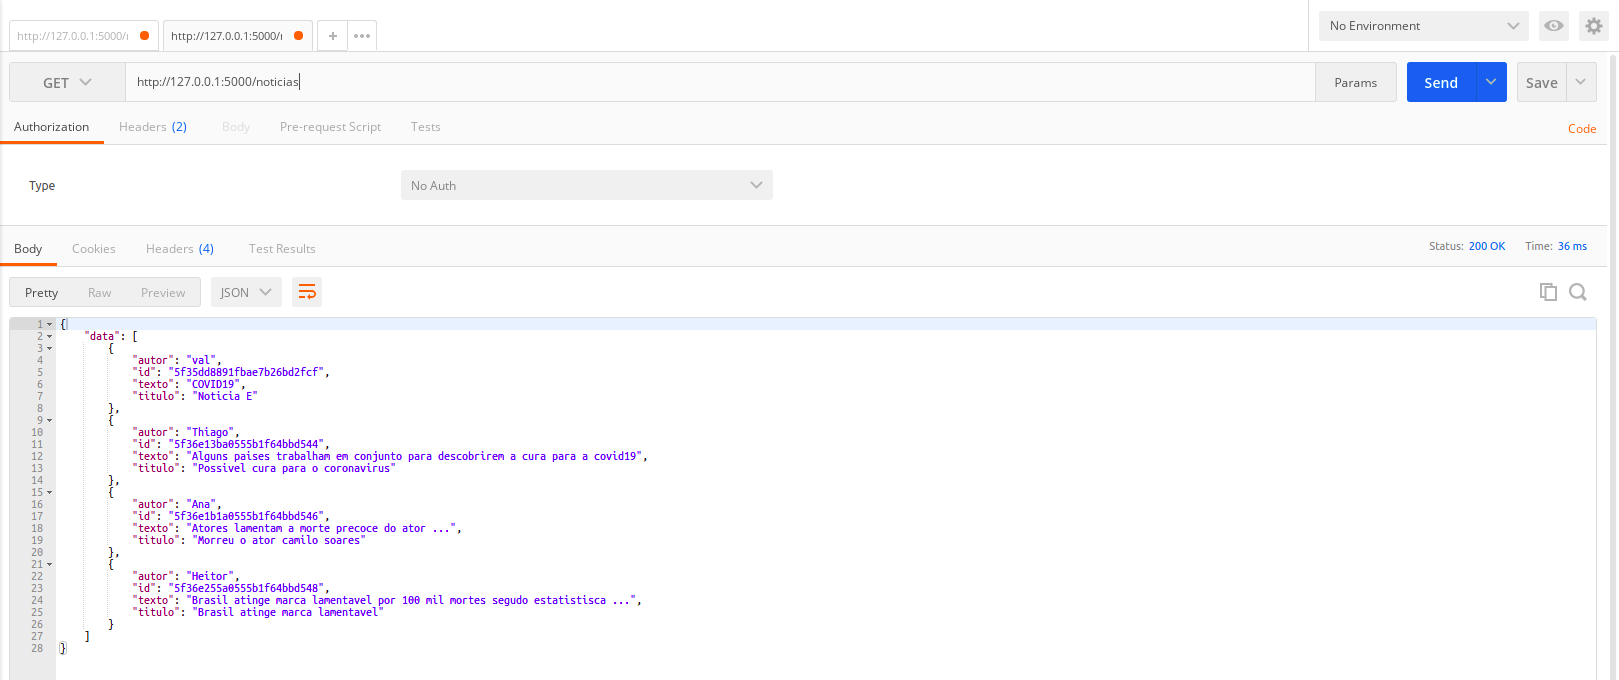 http://127.0.0.1:5000/
http://127.0.0.1:5000/
+
•••
No Environment
GET
http://127.0.0.1:5000/noticias
Params
Send
Save
Authorization Headers (2) Body Pre-request Script Tests
Code
Type
No Auth
Body Cookies Headers (4) Test Results
Status: 200 OK Time: 36 ms
Pretty Raw Preview JSON
1 {
2 "data": [
3 {
4 "autor": "val",
5 "id": "5f35dd8891fbae7b26bd2fcf",
6 "texto": "COVID19",
7 "titulo": "Noticia E"
8 },
9 {
10 "autor": "Thiago",
11 "id": "5f36e13ba0555b1f64bbd544",
12 "texto": "Alguns paises trabalham em conjunto para descobrirem a cura para a covid19",
13 "titulo": "Possivel cura para o coronavirus"
14 },
15 {
16 "autor": "Ana",
17 "id": "5f36e1b1a0555b1f64bbd546",
18 "texto": "Atores lamentam a morte precoce do ator ...",
19 "titulo": "Morreu o ator camilo soares"
20 },
21 {
22 "autor": "Heitor",
23 "id": "5f36e255a0555b1f64bbd548",
24 "texto": "Brasil atinge marca lamentavel por 100 mil mortes segudo estatistisca ...",
25 "titulo": "Brasil atinge marca lamentavel"
26 }
27 ]
28 }